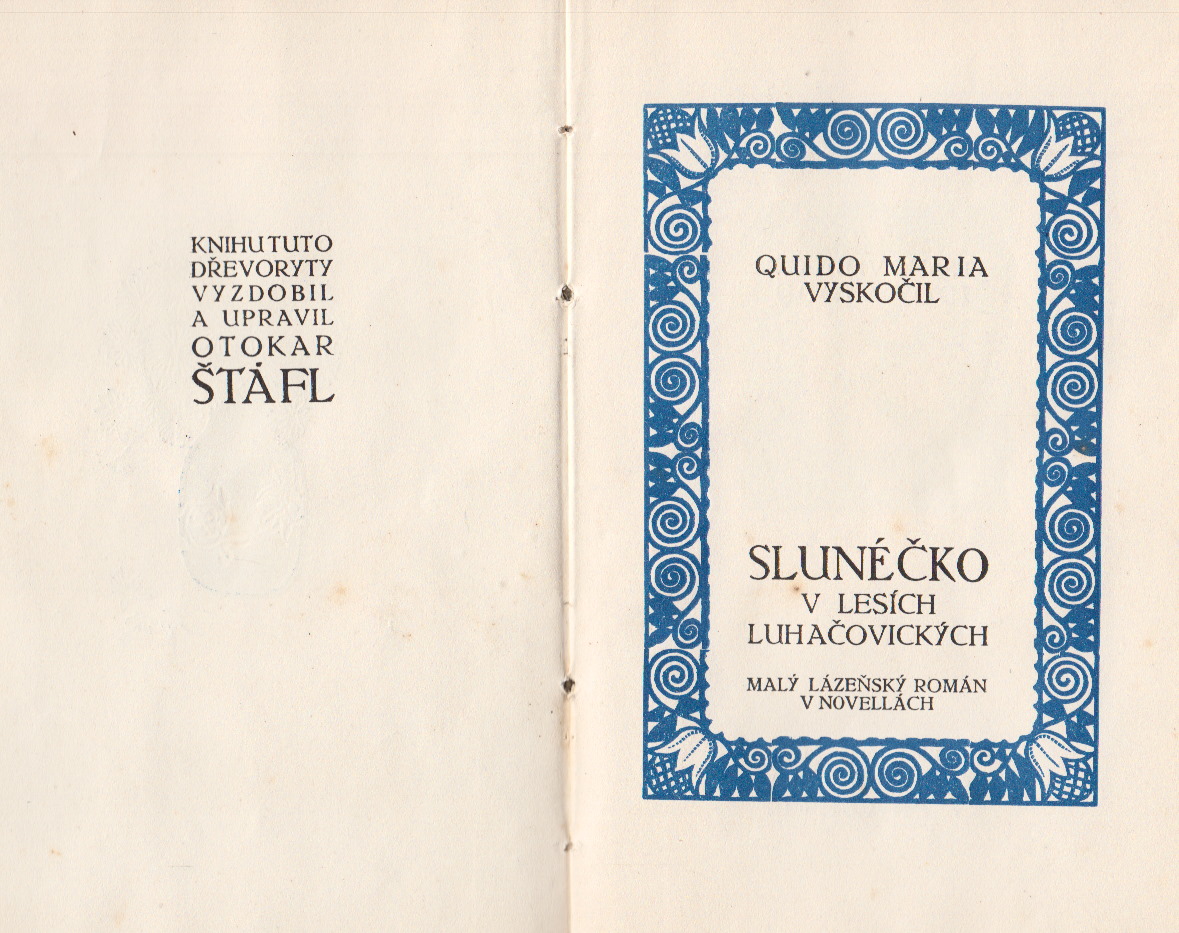 KNIHU TUTO
DŘEVORYTY
VYZDOBIL
A UPRAVIL
OTOKAR
ŠTÁFL
QUIDO MARIA
VYSKOČIL
SLUNÉČKO
V LESÍCH
LUHAČOVICKÝCH
MALÝ LÁZEŇSKÝ ROMÁN
V NOVELLÁCH